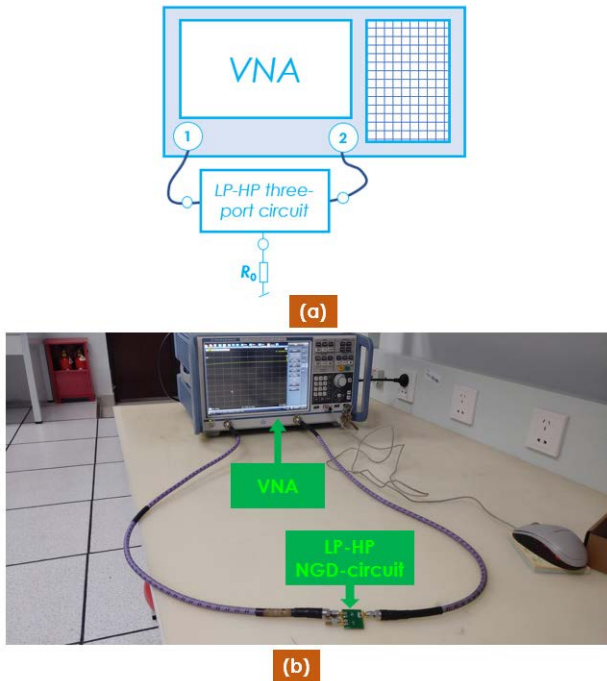 VNA
1
2
LP-HP three-
port circuit
R₀
(a)
VNA
LP-HP
NGD-circuit
(b)